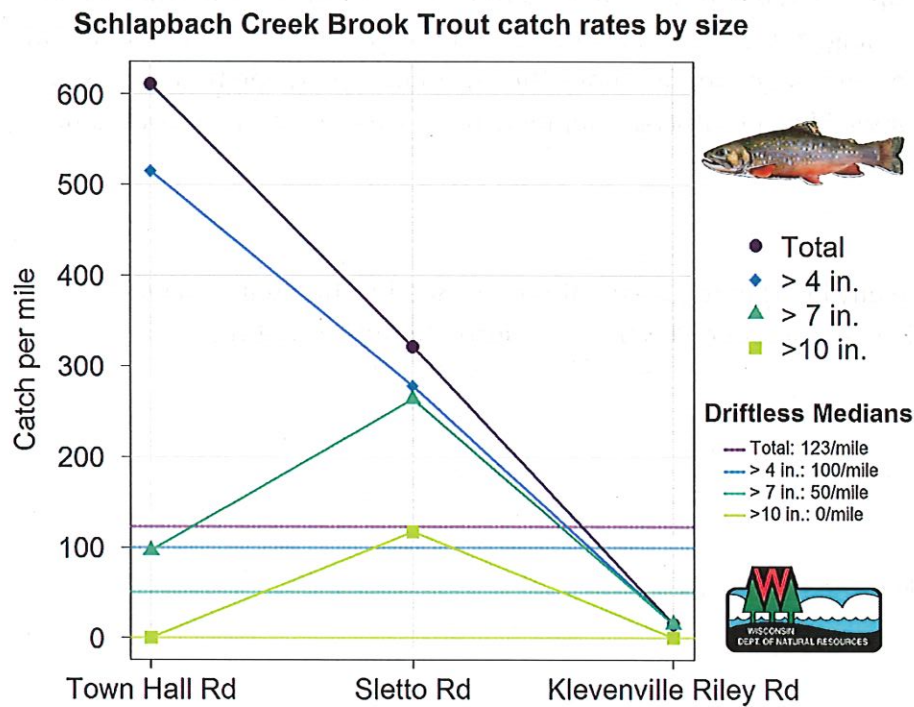 Schlapbach Creek Brook Trout catch rates by size
Catch per mile
600
500
400
300
200
100
0
Town Hall Rd
Sletto Rd
Klevenville Riley Rd
Total
> 4 in.
> 7 in.
>10 in.
Driftless Medians
Total: 123/mile
> 4 in.: 100/mile
> 7 in.: 50/mile
>10 in.: 0/mile
W
WISCONSIN
DEPT. OF NATURAL RESOURCES